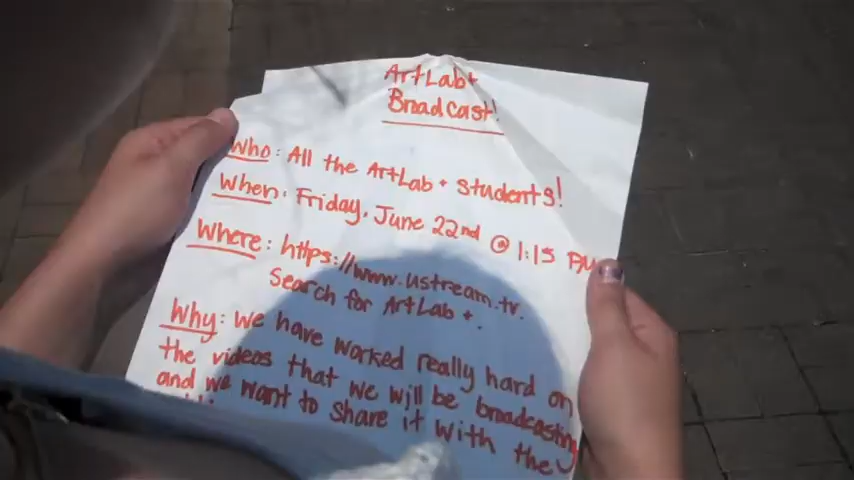 ArtLab+
BroadCast!
Who: All the ArtLab + Students!
When: Friday, June 22nd @ 1:15 PM
Where: https://www.ustream.tv.
Search for ArtLab +.
Why: We have worked really hard on
the videos that we will be broadcasting
and we want to share it with the